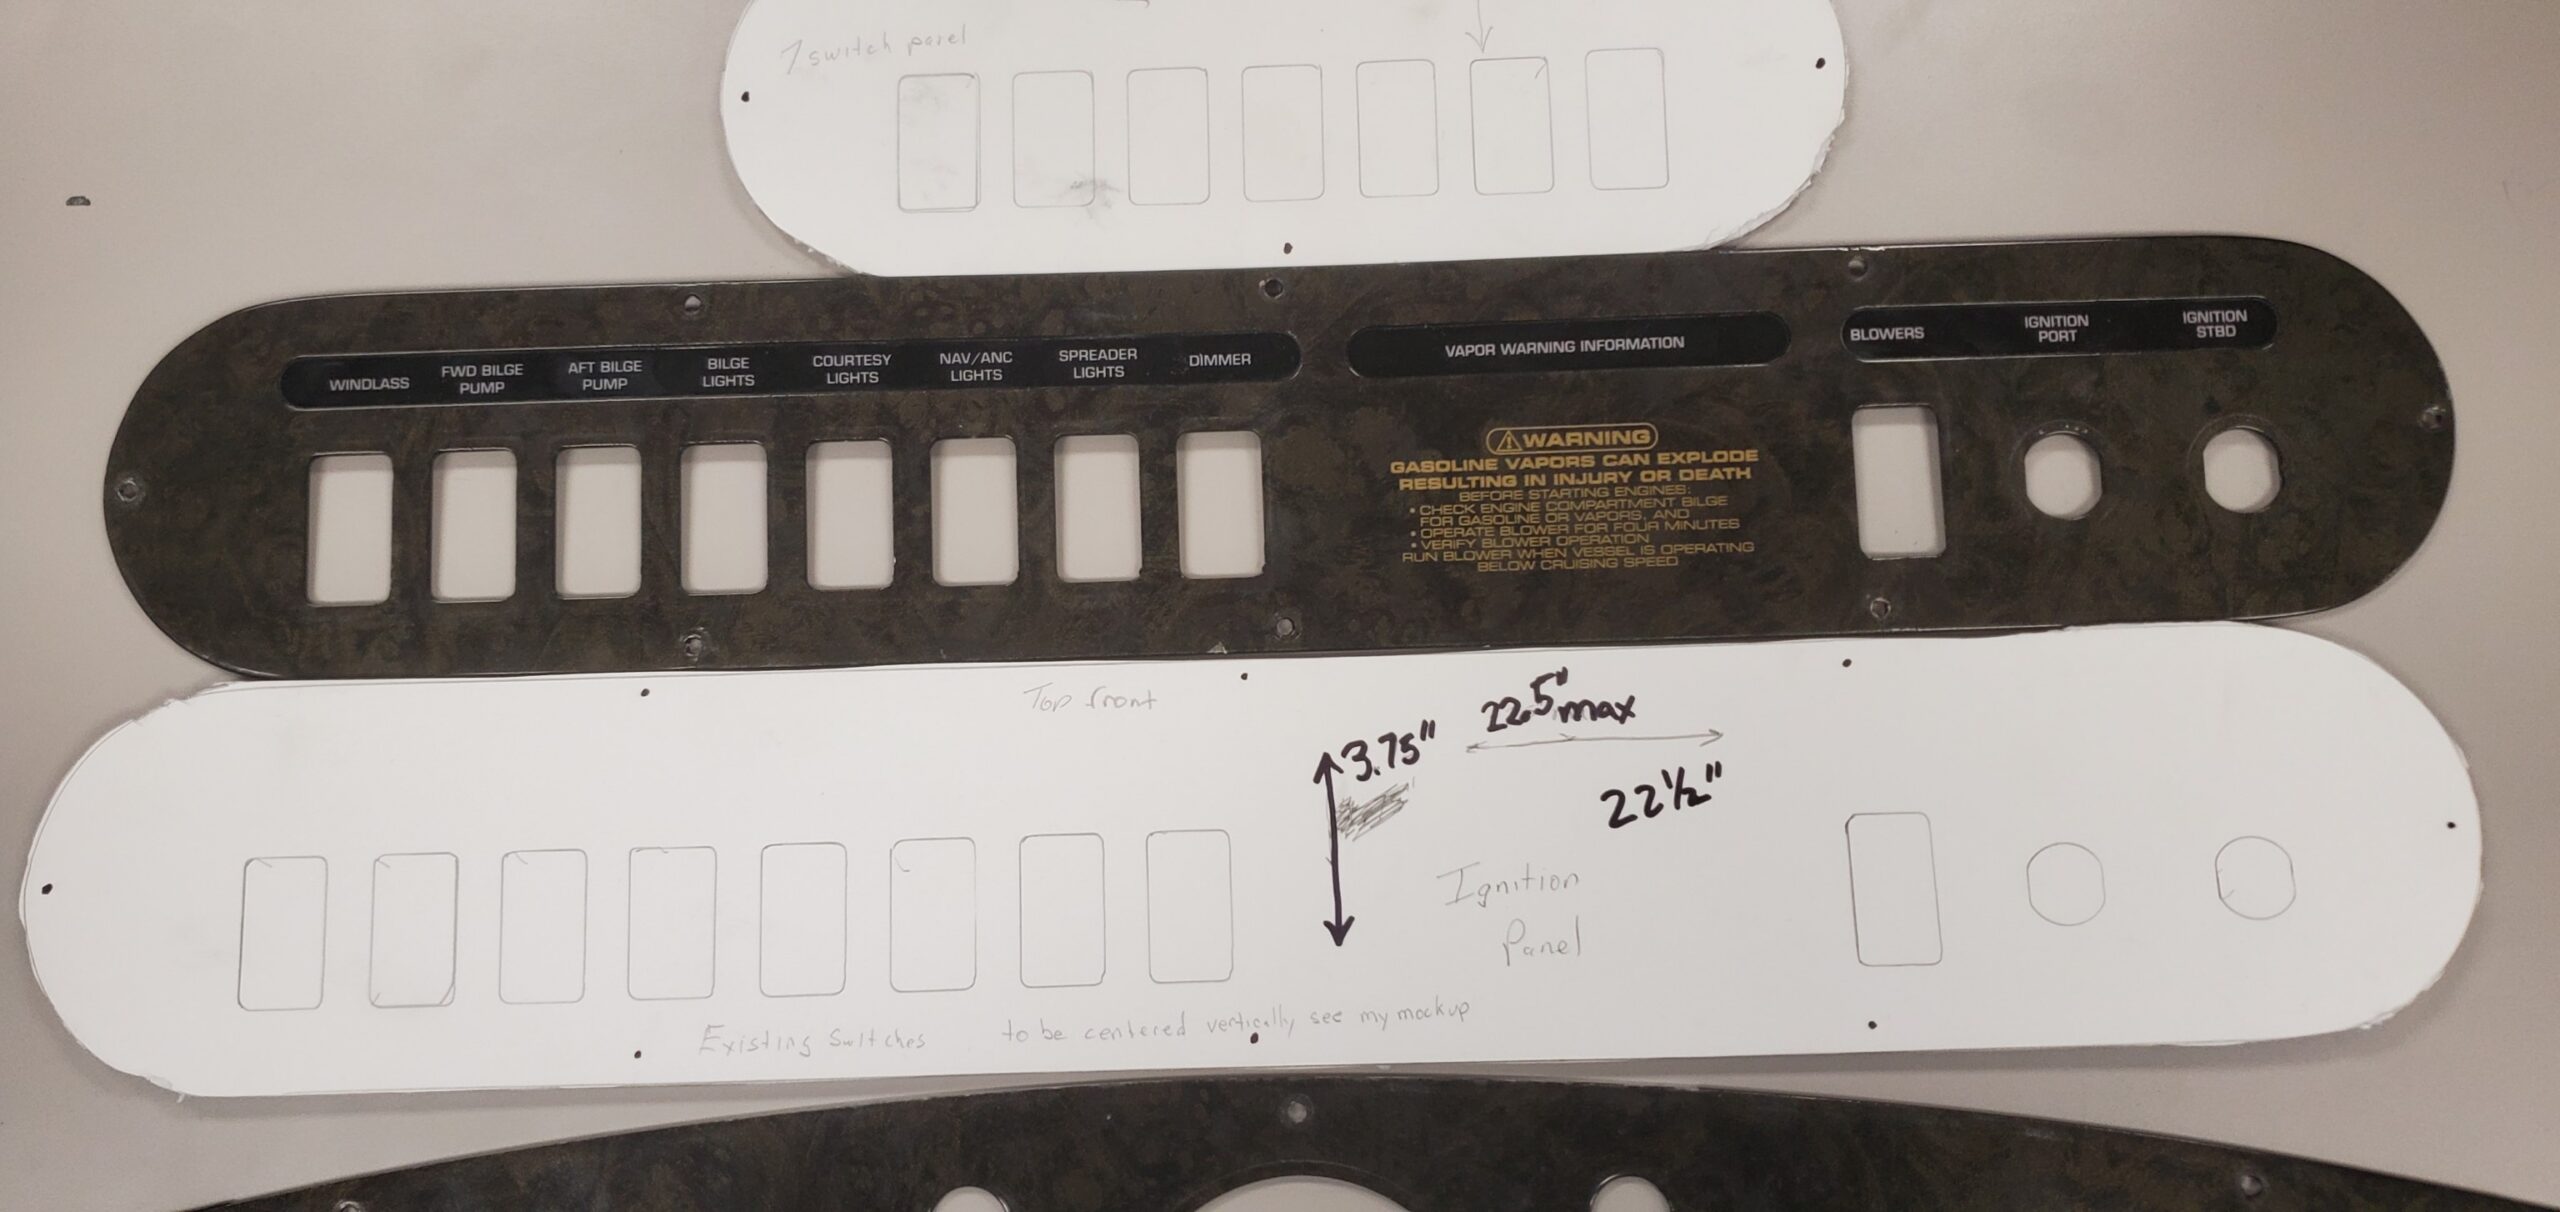 7 switch panel
WINDLASS
FWD BILGE
PUMP
AFT BILGE
PUMP
BILGE
LIGHTS
COURTESY
LIGHTS
NAV/ANC
LIGHTS
SPREADER
LIGHTS
DIMMER
VAPOR WARNING INFORMATION
BLOWERS
IGNITION
PORT
IGNITION
STBD
WARNING
GASOLINE VAPORS CAN EXPLODE
RESULTING IN INJURY OR DEATH
BEFORE STARTING ENGINES:
• CHECK ENGINE COMPARTMENT BILGE
FOR GASOLINE OR VAPORS, AND
• OPERATE BLOWER FOR FOUR MINUTES
• VERIFY BLOWER OPERATION
RUN BLOWER WHEN VESSEL IS OPERATING
BELOW CRUISING SPEED
Top front
3.75"
22.5" max
22 1/2"
Ignition
Panel
Existing Switches to be centered vertically see my mockup